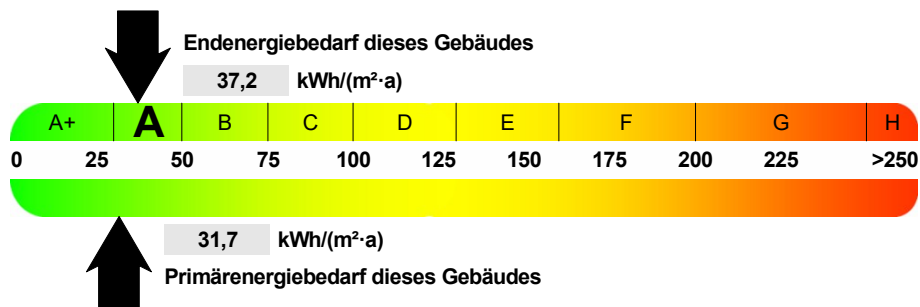 Endenergiebedarf dieses Gebäudes
37,2 kWh/(m²·a)
A+ A B C D E F G H
0 25 50 75 100 125 150 175 200 225 >250
31,7 kWh/(m²·a)
Primärenergiebedarf dieses Gebäudes